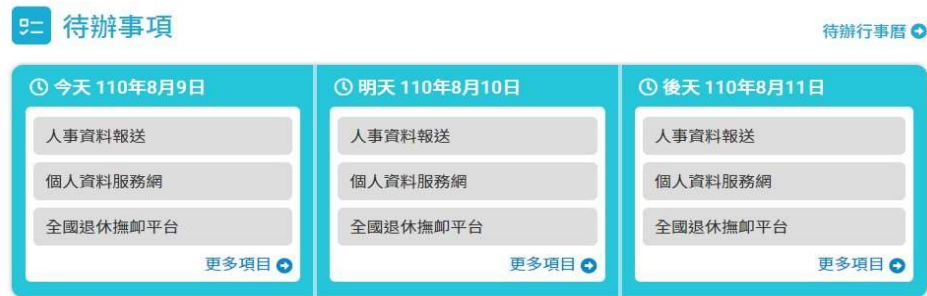 待辦事項
待辦行事曆
今天 110年8月9日
人事資料報送
個人資料服務網
全國退休撫卹平台
更多項目
明天 110年8月10日
人事資料報送
個人資料服務網
全國退休撫卹平台
更多項目
後天 110年8月11日
人事資料報送
個人資料服務網
全國退休撫卹平台
更多項目